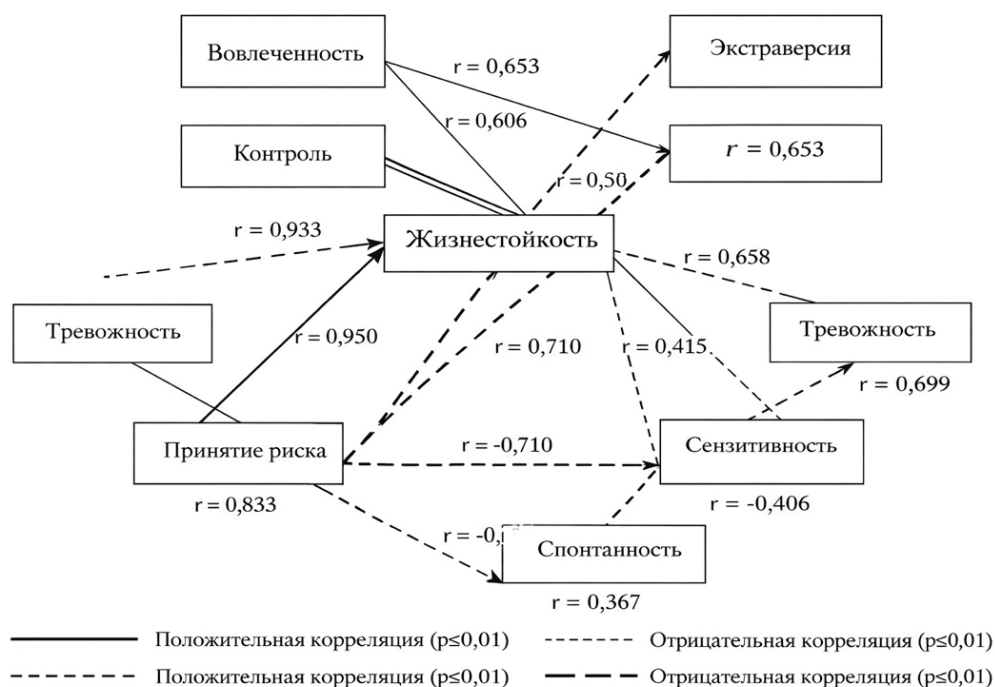 Вовлеченность
Экстраверсия
r = 0,653
r = 0,606
Контроль
r = 0,653
r = 0,50
r = 0,933
Жизнестойкость
r = 0,658
Тревожность
r = 0,950
r = 0,710
r = 0,415
Тревожность
r = 0,699
Принятие риска
r = -0,710
Сензитивность
r = 0,833
r = -0,406
r = -0,
Спонтанность
r = 0,367
Положительная корреляция (p≤0,01)
Отрицательная корреляция (p≤0,01)
Положительная корреляция (p≤0,01)
Отрицательная корреляция (p≤0,01)